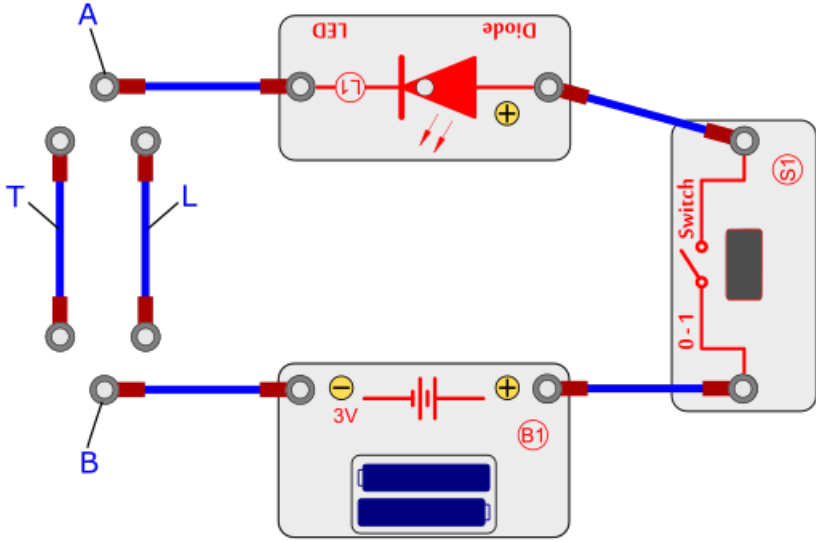 A
LED
Diode
L1
+
S1
Switch
0 - 1
T
L
B
−
3V
+
B1